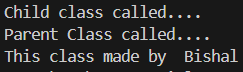 Child class called....
Parent Class called....
This class made by  Bishal